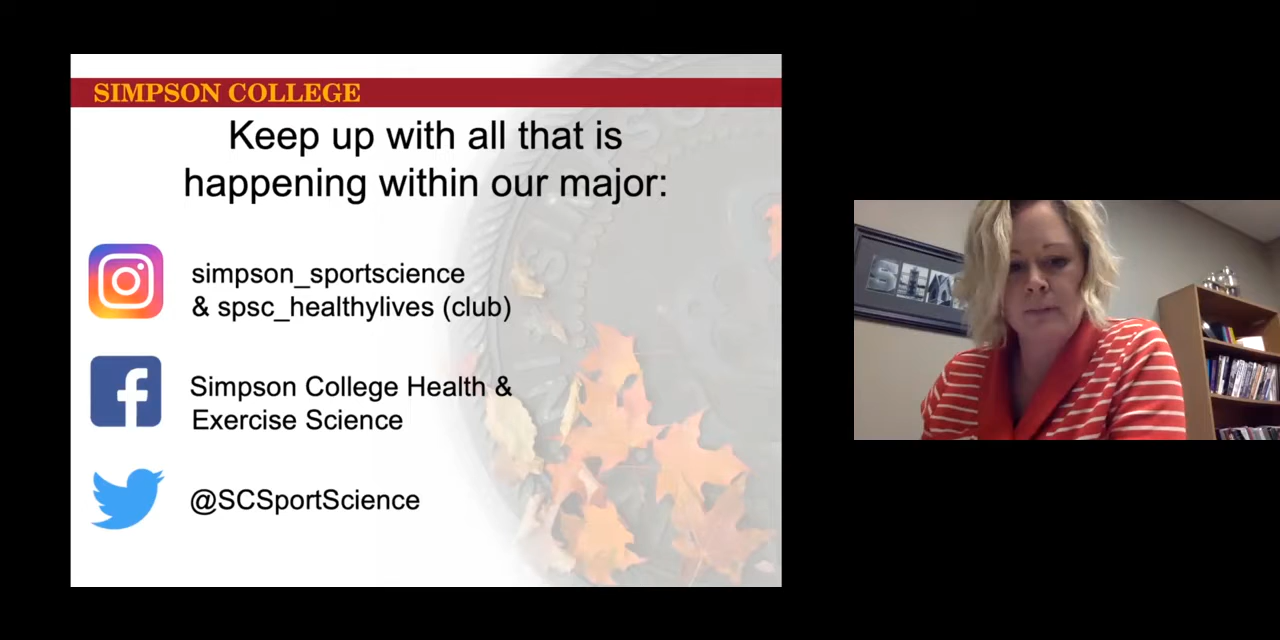 SIMPSON COLLEGE
Keep up with all that is
happening within our major:
simpson_sportscience
& spsc_healthylives (club)
Simpson College Health &
Exercise Science
@SCSportScience